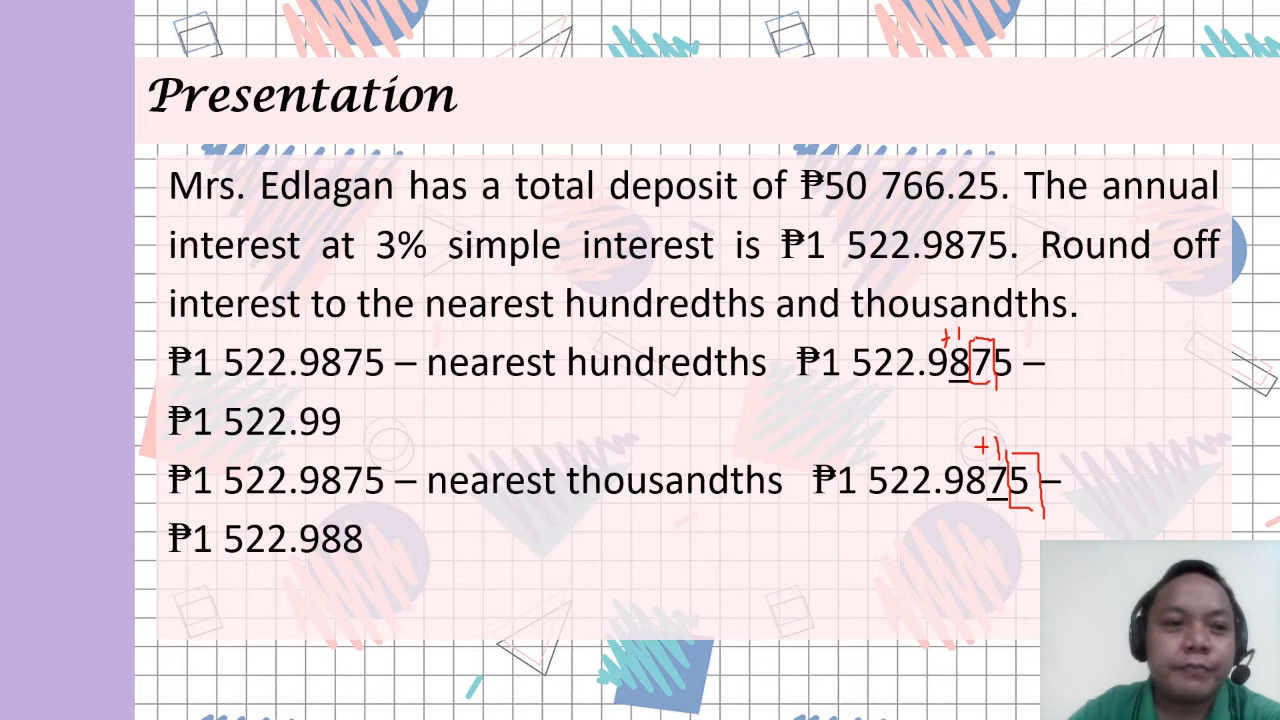 Presentation
Mrs. Edlagan has a total deposit of ₱50 766.25. The annual
interest at 3% simple interest is ₱1 522.9875. Round off
interest to the nearest hundredths and thousandths.
+1
₱1 522.9875 – nearest hundredths ₱1 522.9875 –
₱1 522.99
+1
₱1 522.9875 – nearest thousandths ₱1 522.9875 –
₱1 522.988